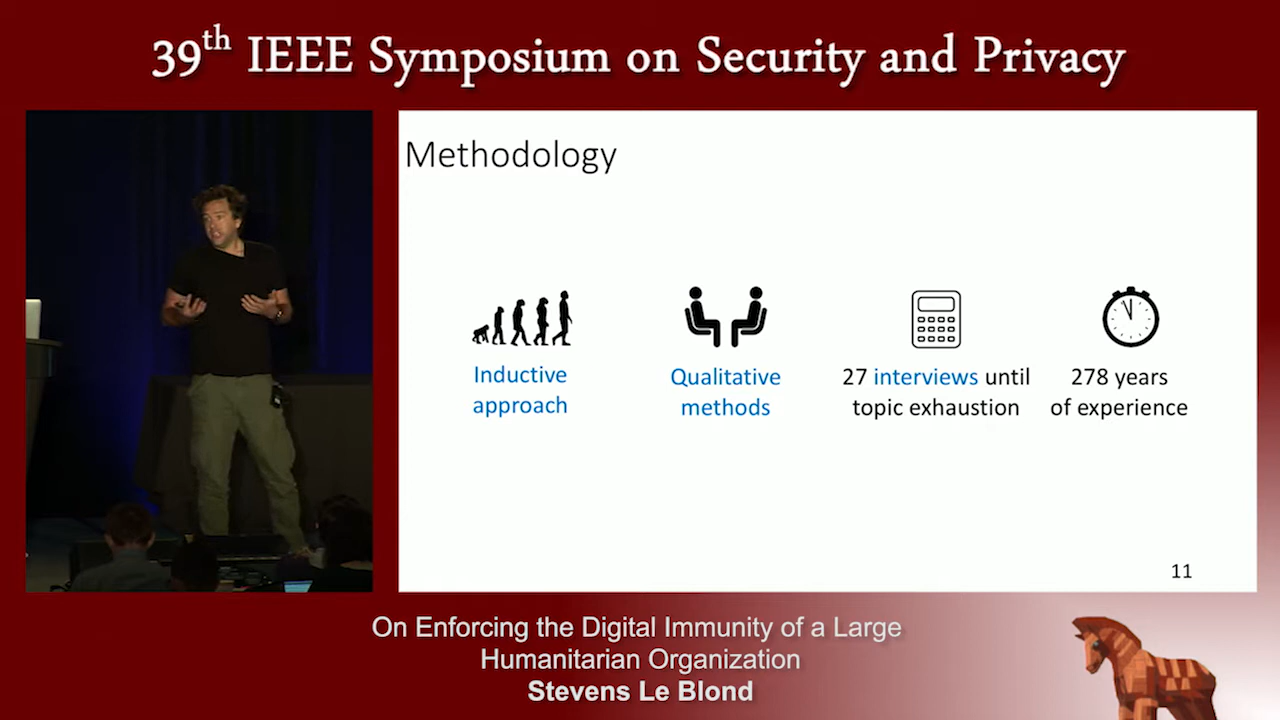 39th IEEE Symposium on Security and Privacy
Methodology
Inductive
approach
Qualitative
methods
27 interviews until
topic exhaustion
278 years
of experience
11
On Enforcing the Digital Immunity of a Large
Humanitarian Organization
Stevens Le Blond